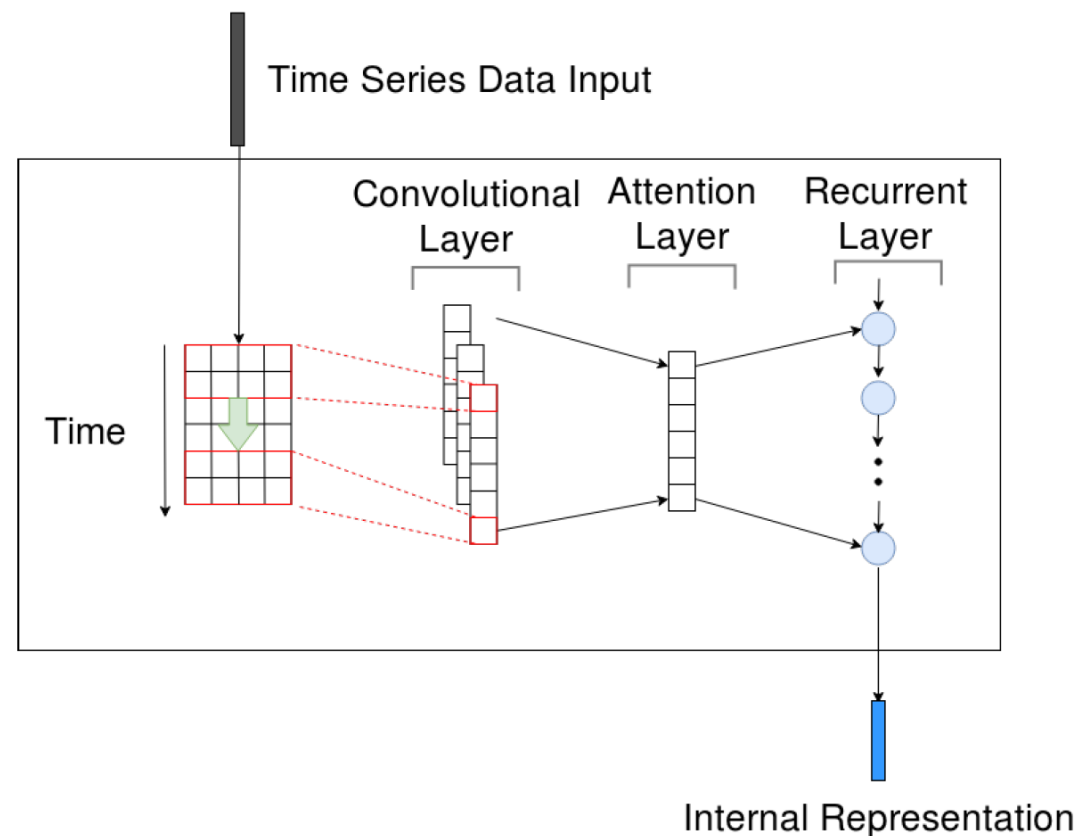 Time Series Data Input
Convolutional
Layer
Attention
Layer
Recurrent
Layer
Time
Internal Representation